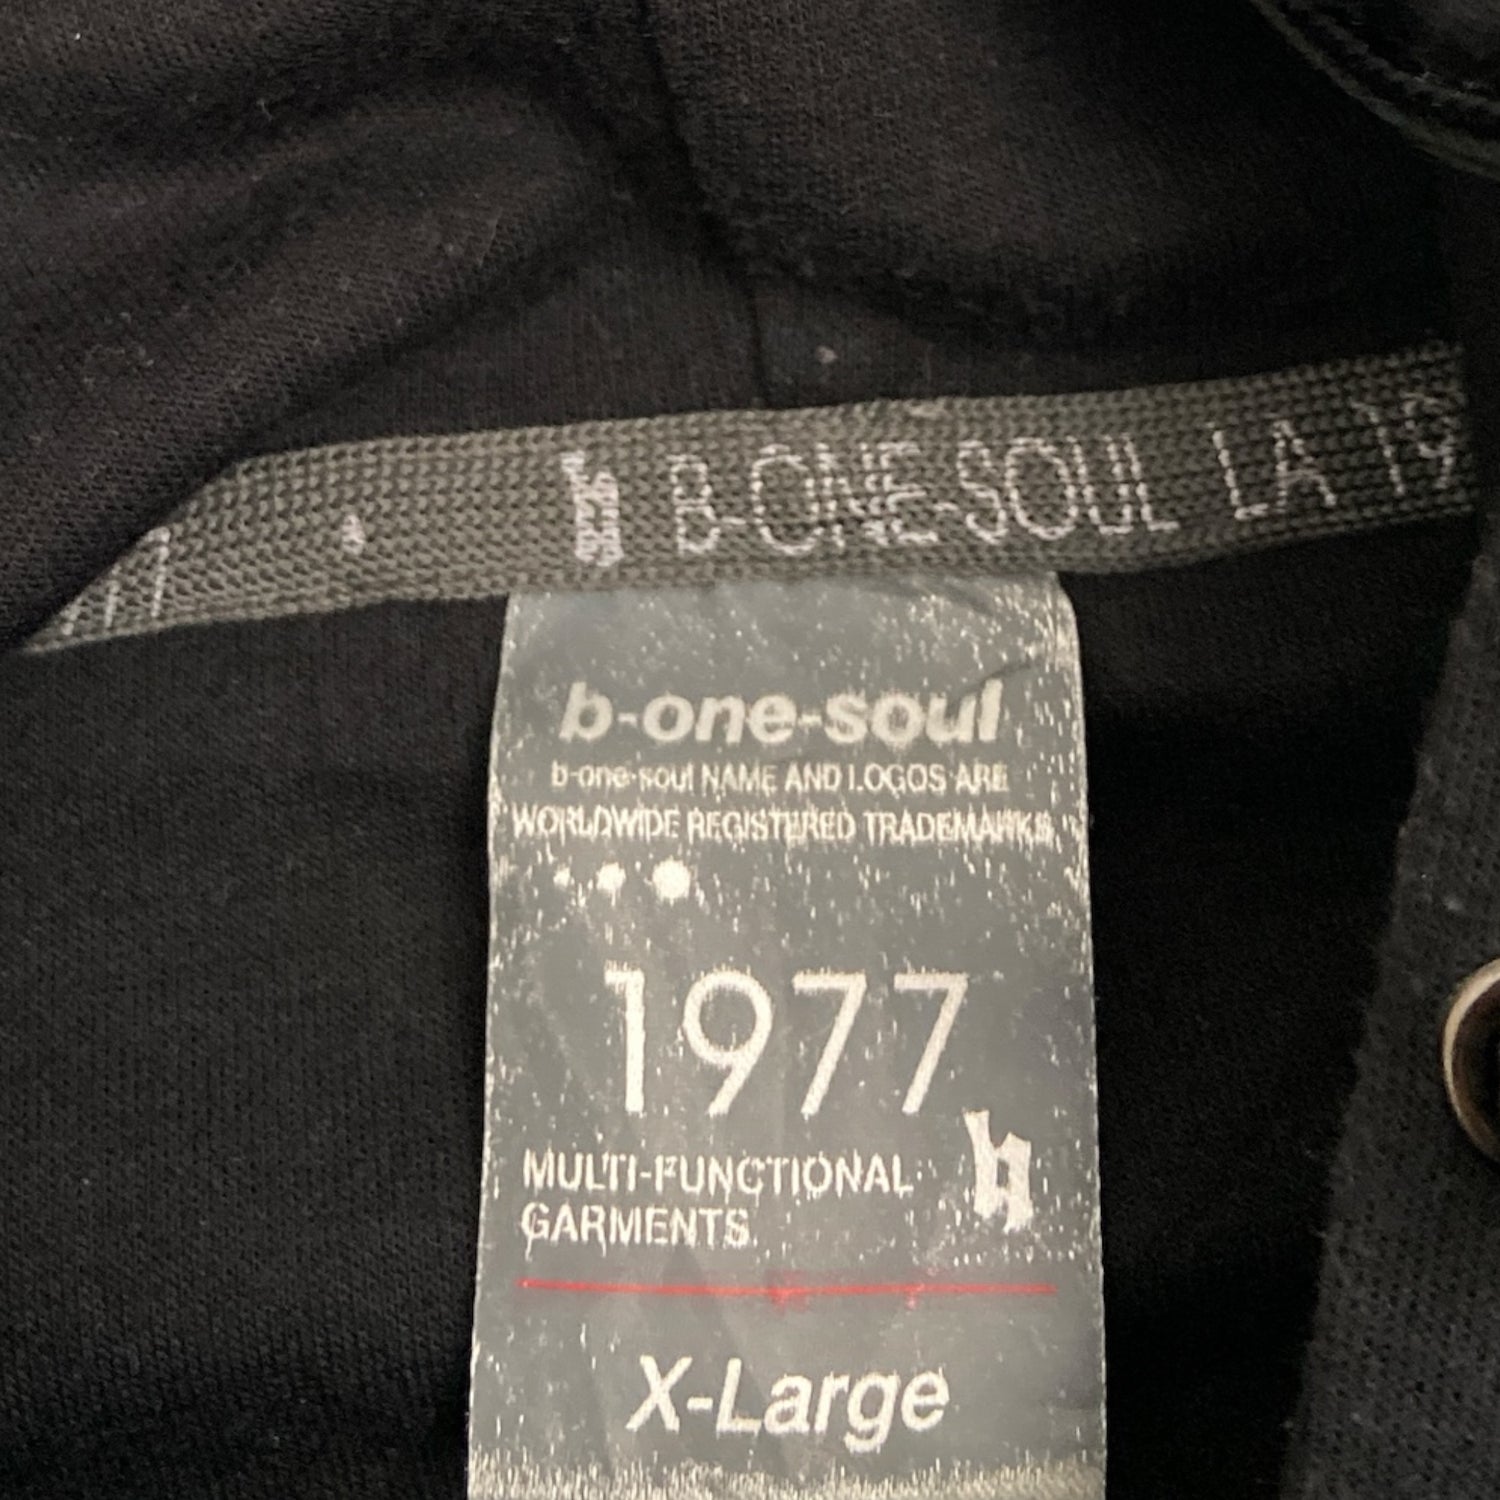 77
B-ONE-SOUL LA 19
b-one-soul
b-one-soul NAME AND LOGOS ARE
WORLDWIDE REGISTERED TRADEMARKS
1977
MULTI-FUNCTIONAL
GARMENTS.
X-Large